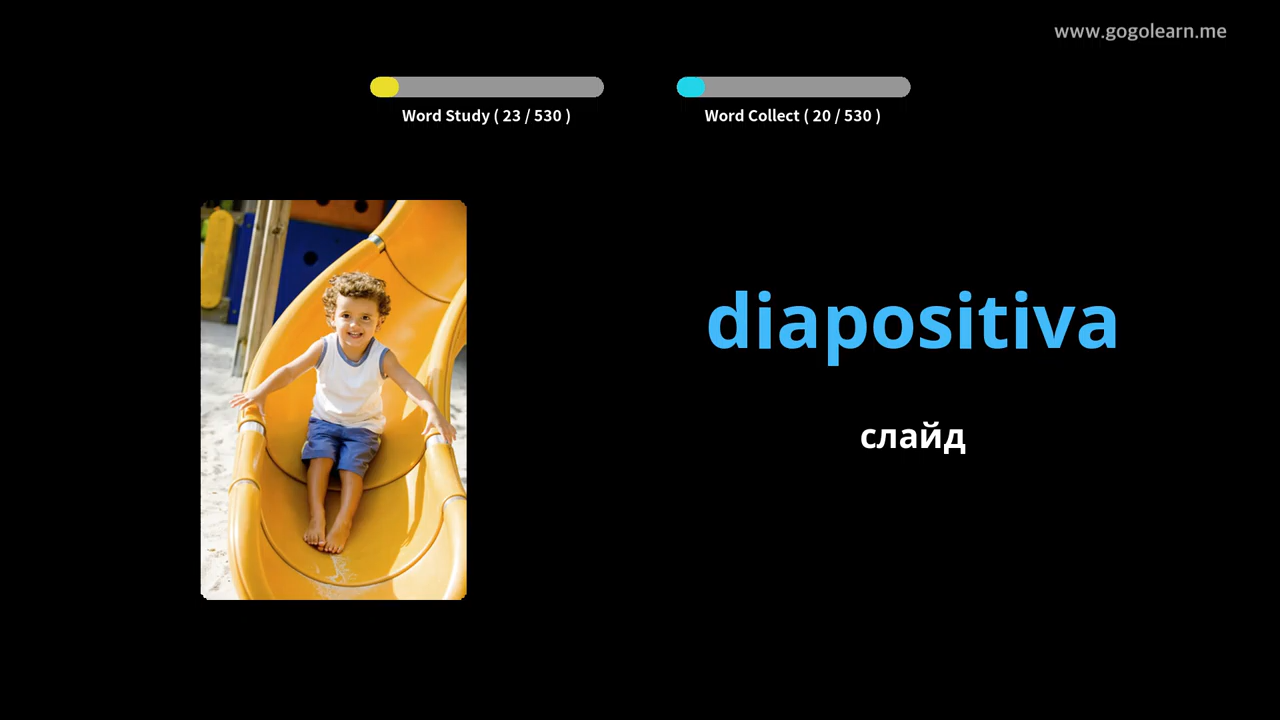 www.gogolearn.me
Word Study ( 23 / 530 )
Word Collect ( 20 / 530 )
diapositiva
слайд